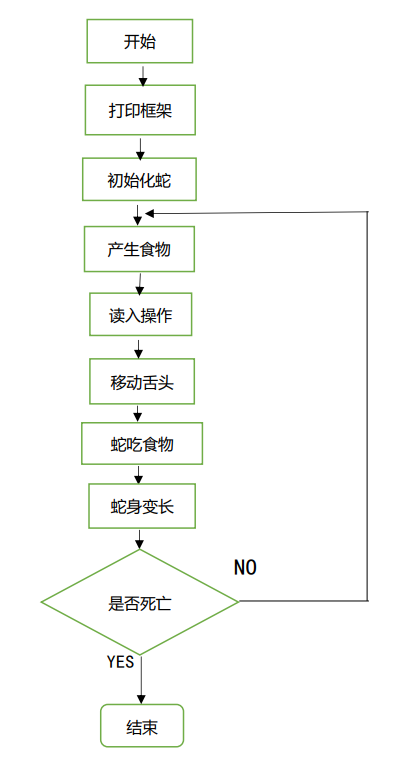 开始
打印框架
初始化蛇
产生食物
读入操作
移动舌头
蛇吃食物
蛇身变长
NO
是否死亡
YES
结束